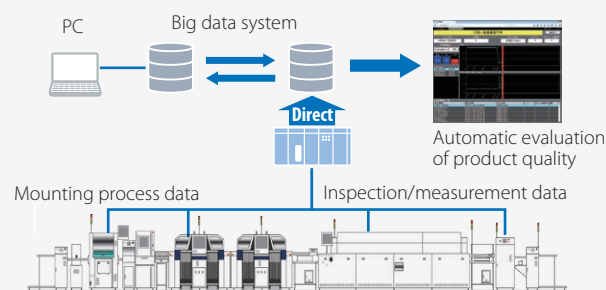 PC
Big data system
Direct
Automatic evaluation
of product quality
Mounting process data
Inspection/measurement data